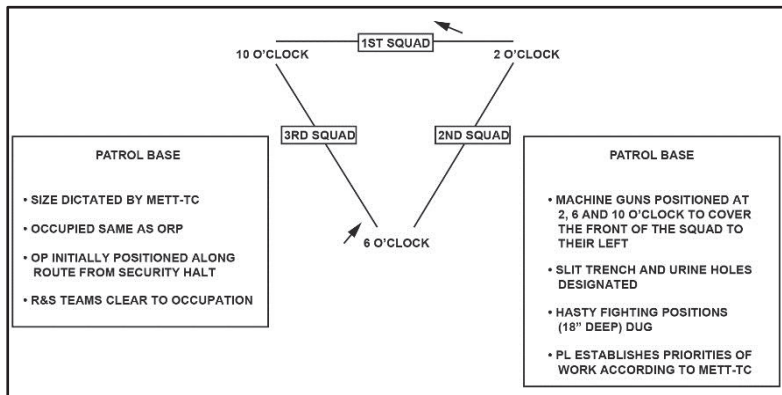 1ST SQUAD
10 O'CLOCK
2 O'CLOCK
3RD SQUAD
2ND SQUAD
6 O'CLOCK
PATROL BASE
• SIZE DICTATED BY METT-TC
• OCCUPIED SAME AS ORP
• OP INITIALLY POSITIONED ALONG
ROUTE FROM SECURITY HALT
• R&S TEAMS CLEAR TO OCCUPATION
PATROL BASE
• MACHINE GUNS POSITIONED AT
2, 6 AND 10 O'CLOCK TO COVER
THE FRONT OF THE SQUAD TO
THEIR LEFT
• SLIT TRENCH AND URINE HOLES
DESIGNATED
• HASTY FIGHTING POSITIONS
(18" DEEP) DUG
• PL ESTABLISHES PRIORITIES OF
WORK ACCORDING TO METT-TC